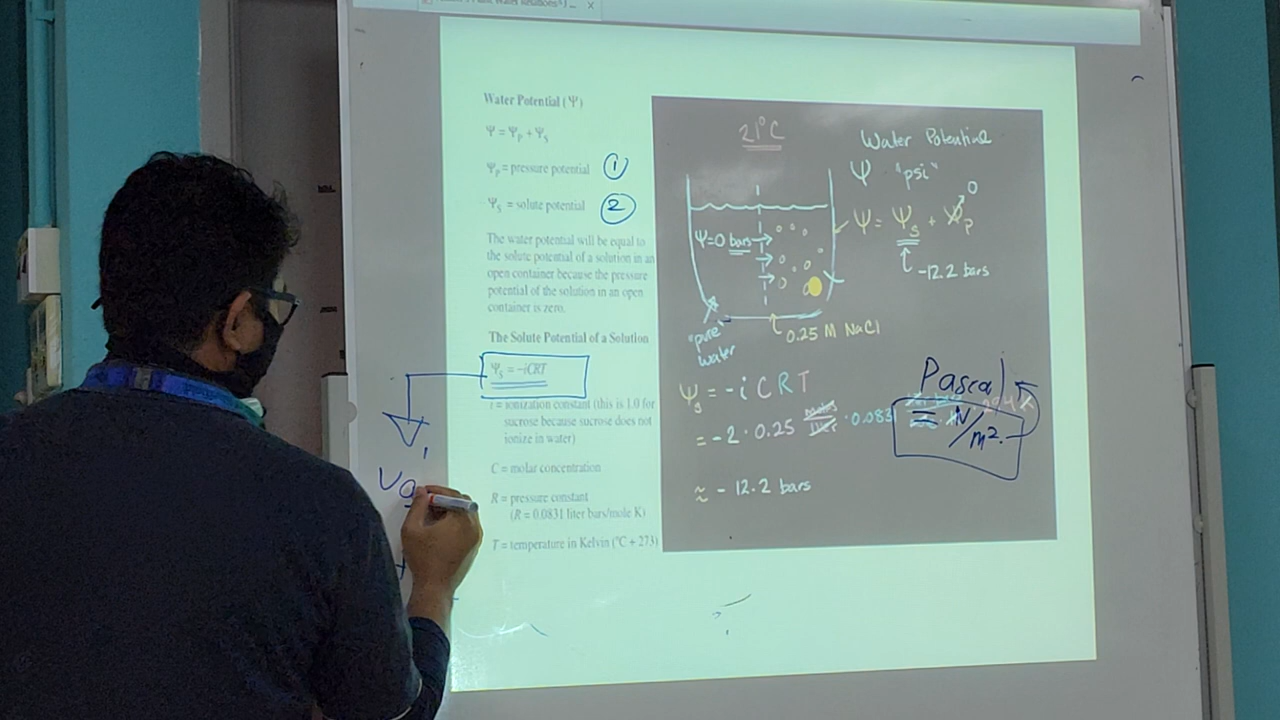 Water Relations
Water Potential (Ψ)
Ψ = Ψp + Ψs
Ψp = pressure potential 1
Ψs = solute potential 2
The water potential will be equal to
the solute potential of a solution in an
open container because the pressure
potential of the solution in an open
container is zero.
The Solute Potential of a Solution
Ψs = -iCRT
i = ionization constant (this is 1.0 for
sucrose because sucrose does not
ionize in water)
C = molar concentration
R = pressure constant
(R = 0.0831 liter bars/mole K)
T = temperature in Kelvin (°C + 273)
21°C
Water Potential
Ψ "psi"
0
Ψ = Ψs + Ψp
-12.2 bars
Ψ=0 bars
"pure"
water
0.25 M NaCl
Ψs = -iCRT
= -2 · 0.25 moles/liter · 0.083
≈ -12.2 bars
Pascal
= N/m².